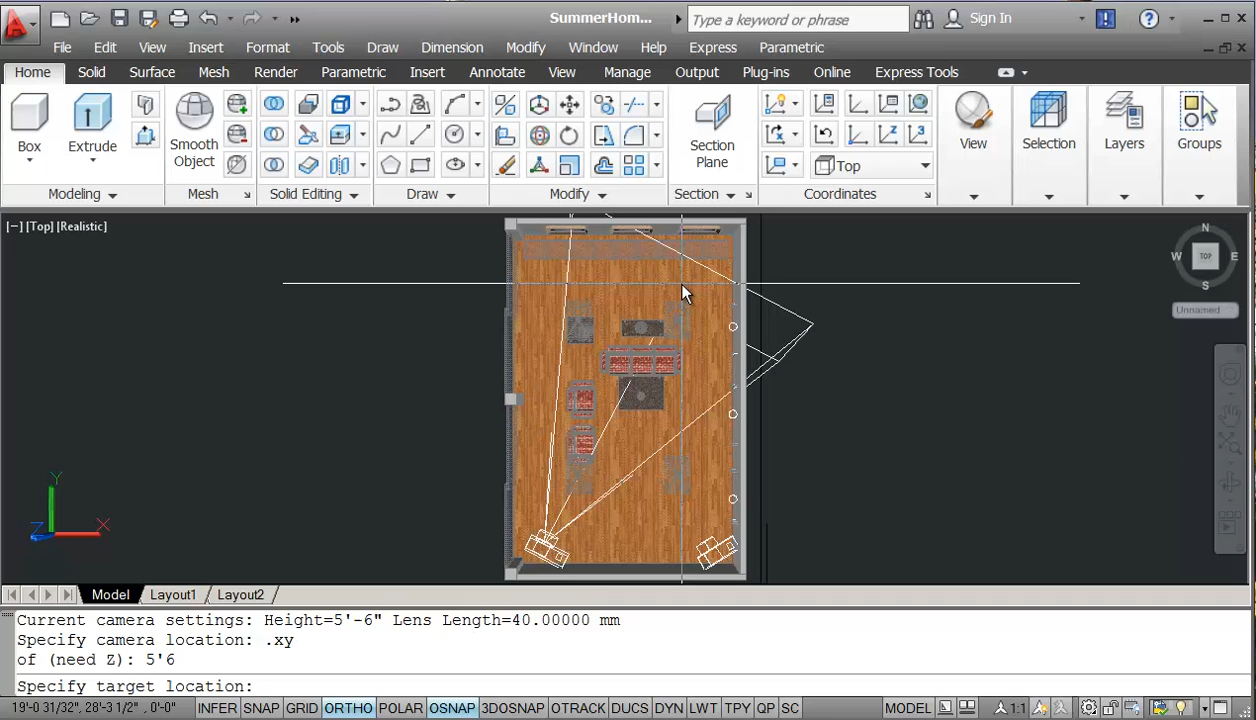 SummerHom...
Type a keyword or phrase
Sign In
File Edit View Insert Format Tools Draw Dimension Modify Window Help Express Parametric
Home Solid Surface Mesh Render Parametric Insert Annotate View Manage Output Plug-ins Online Express Tools
Box
Extrude
Smooth Object
Section Plane
Top
View
Selection
Layers
Groups
Modeling Mesh Solid Editing Draw Modify Section Coordinates
[−] [Top] [Realistic]
N
W TOP E
S
Unnamed
Y
Z X
Model Layout1 Layout2
Current camera settings: Height=5'-6" Lens Length=40.00000 mm
Specify camera location: .xy
of (need Z): 5'6
Specify target location:
19'-0 31/32", 28'-3 1/2" , 0'-0" INFER SNAP GRID ORTHO POLAR OSNAP 3DOSNAP OTRACK DUCS DYN LWT TPY QP SC MODEL 1:1